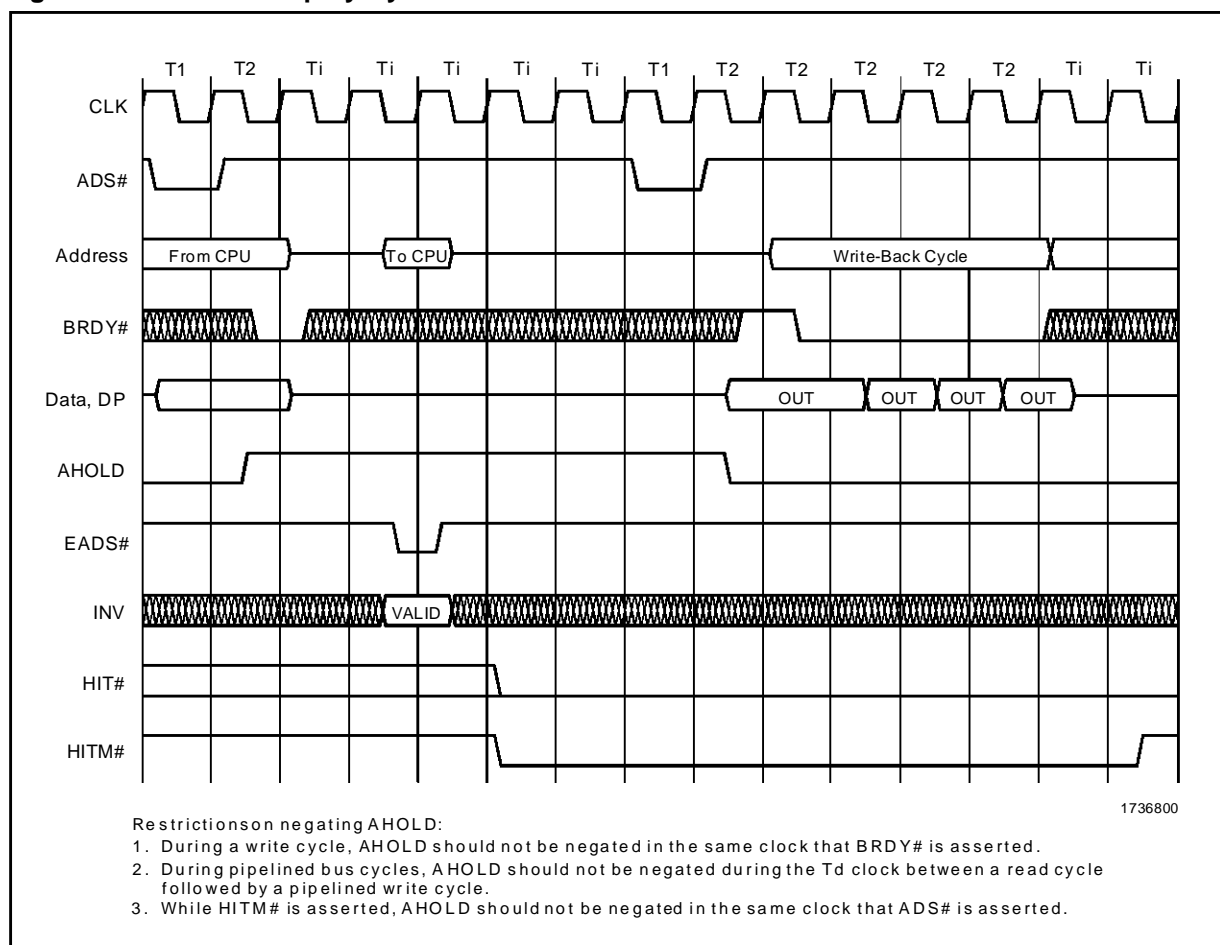 T1 T2 Ti Ti Ti Ti Ti T1 T2 T2 T2 T2 T2 Ti Ti
CLK
ADS#
Address From CPU To CPU Write-Back Cycle
BRDY#
Data, DP OUT OUT OUT OUT
AHOLD
EADS#
INV VALID
HIT#
HITM#
1736800
Restrictionson negating AHOLD:
1. During a write cycle, AHOLD should not be negated in the same clock that BRDY# is asserted.
2. During pipelined bus cycles, AHOLD should not be negated during the Td clock between a read cycle
followed by a pipelined write cycle.
3. While HITM# is asserted, AHOLD should not be negated in the same clock that ADS# is asserted.